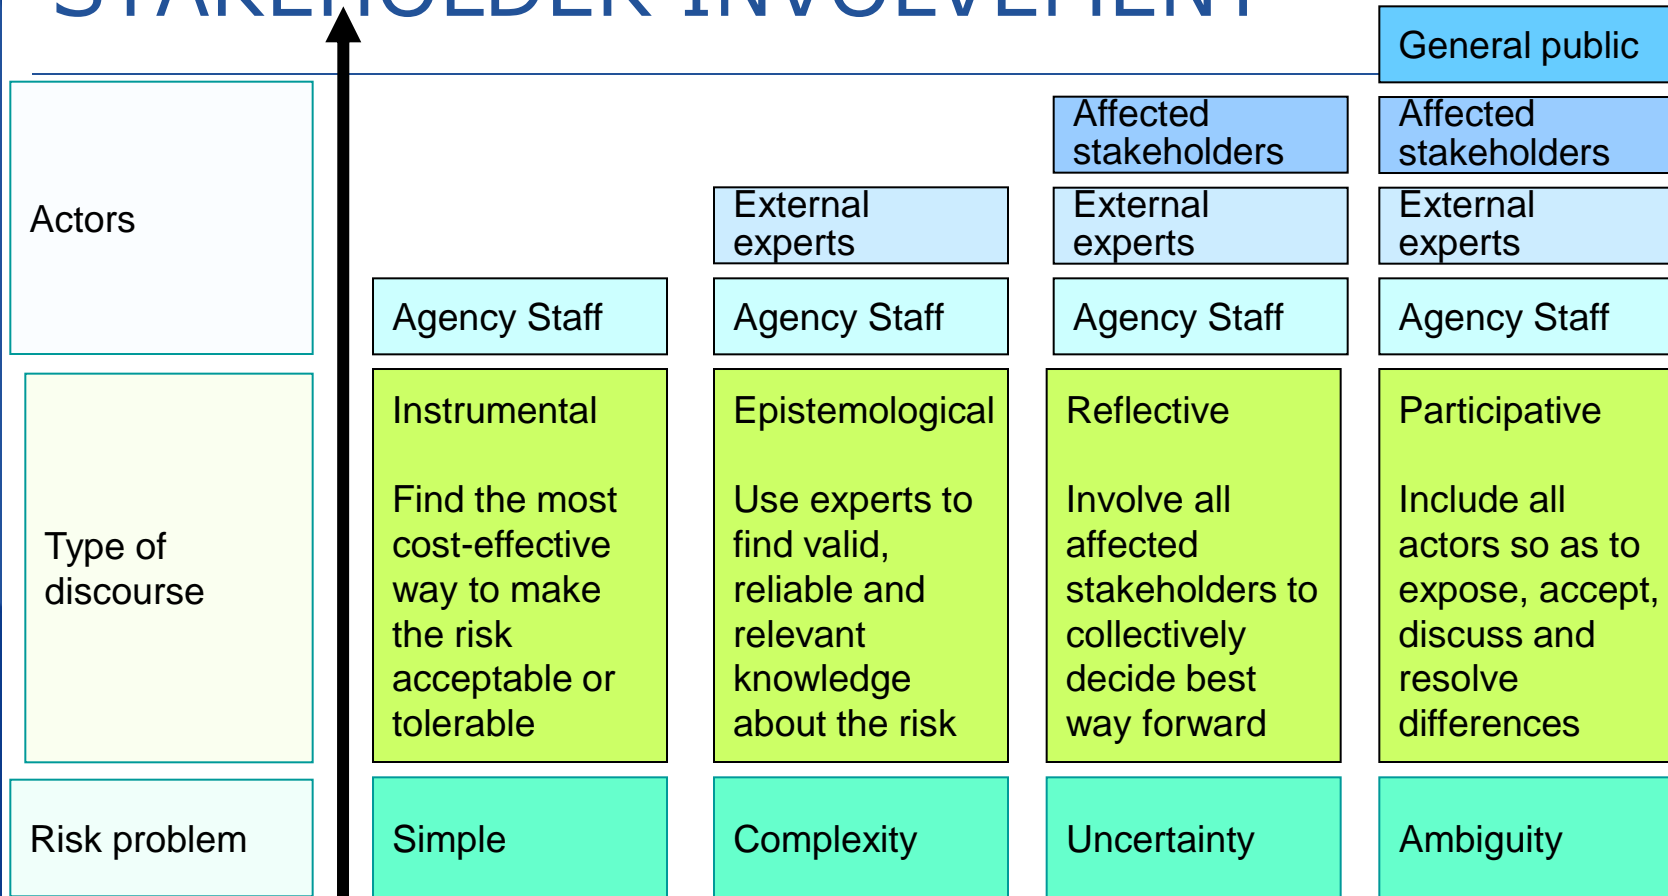 STAKEHOLDER INVOLVEMENT
General public
Actors
Affected
stakeholders
Affected
stakeholders
External
experts
External
experts
External
experts
Agency Staff
Agency Staff
Agency Staff
Agency Staff
Type of
discourse
Instrumental
Find the most
cost-effective
way to make
the risk
acceptable or
tolerable
Epistemological
Use experts to
find valid,
reliable and
relevant
knowledge
about the risk
Reflective
Involve all
affected
stakeholders to
collectively
decide best
way forward
Participative
Include all
actors so as to
expose, accept,
discuss and
resolve
differences
Risk problem
Simple
Complexity
Uncertainty
Ambiguity